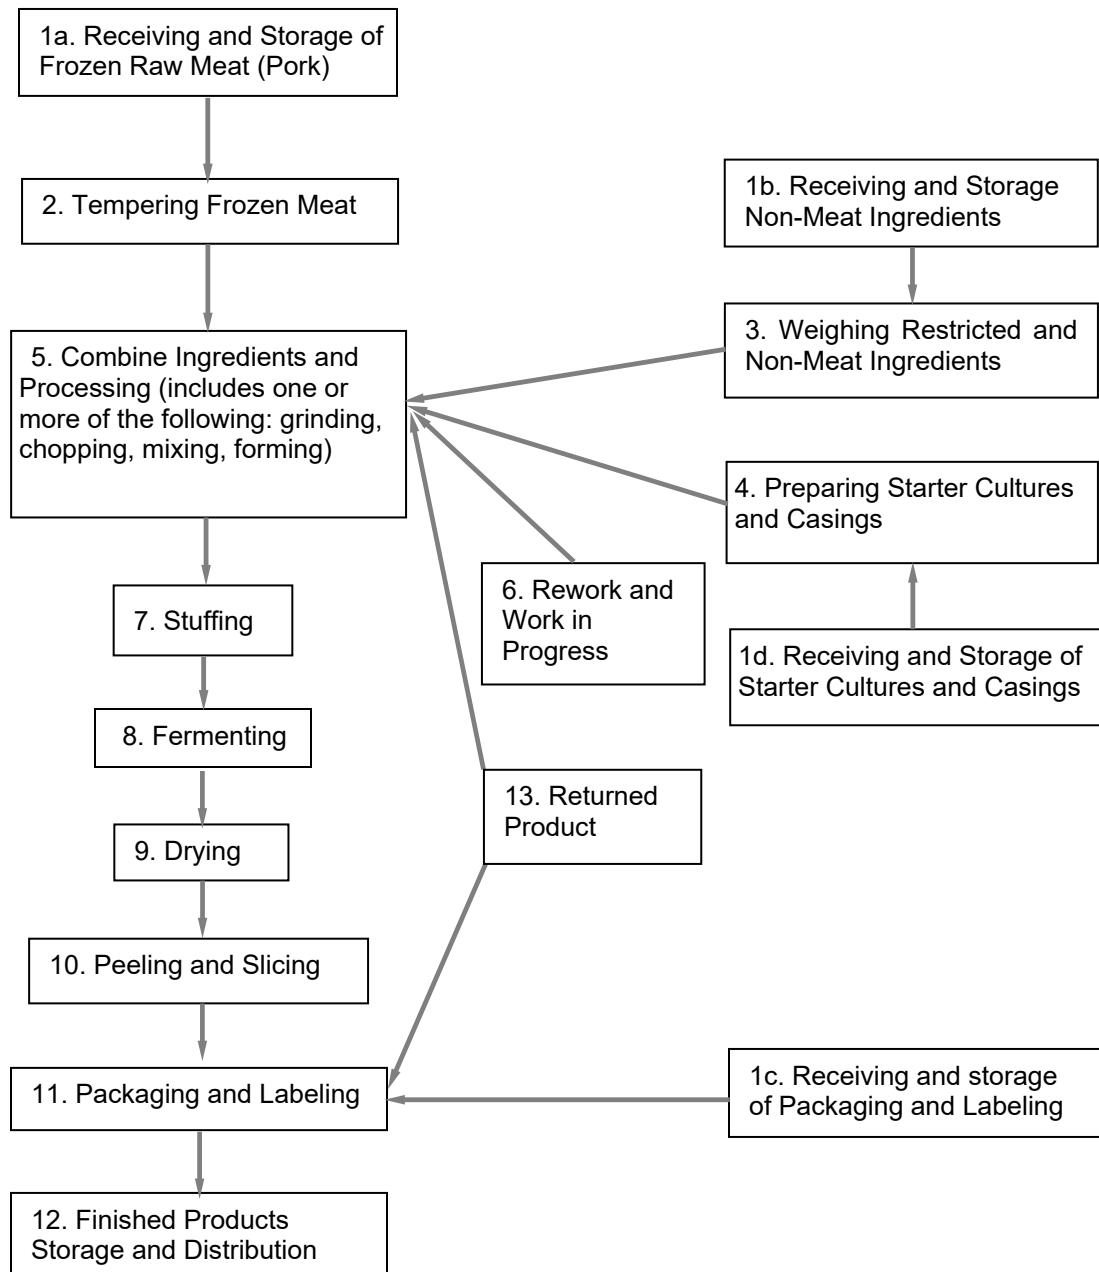 1a. Receiving and Storage of
Frozen Raw Meat (Pork)
2. Tempering Frozen Meat
1b. Receiving and Storage
Non-Meat Ingredients
3. Weighing Restricted and
Non-Meat Ingredients
5. Combine Ingredients and
Processing (includes one or
more of the following: grinding,
chopping, mixing, forming)
4. Preparing Starter Cultures
and Casings
6. Rework and
Work in
Progress
7. Stuffing
1d. Receiving and Storage of
Starter Cultures and Casings
8. Fermenting
13. Returned
Product
9. Drying
10. Peeling and Slicing
11. Packaging and Labeling
1c. Receiving and storage
of Packaging and Labeling
12. Finished Products
Storage and Distribution